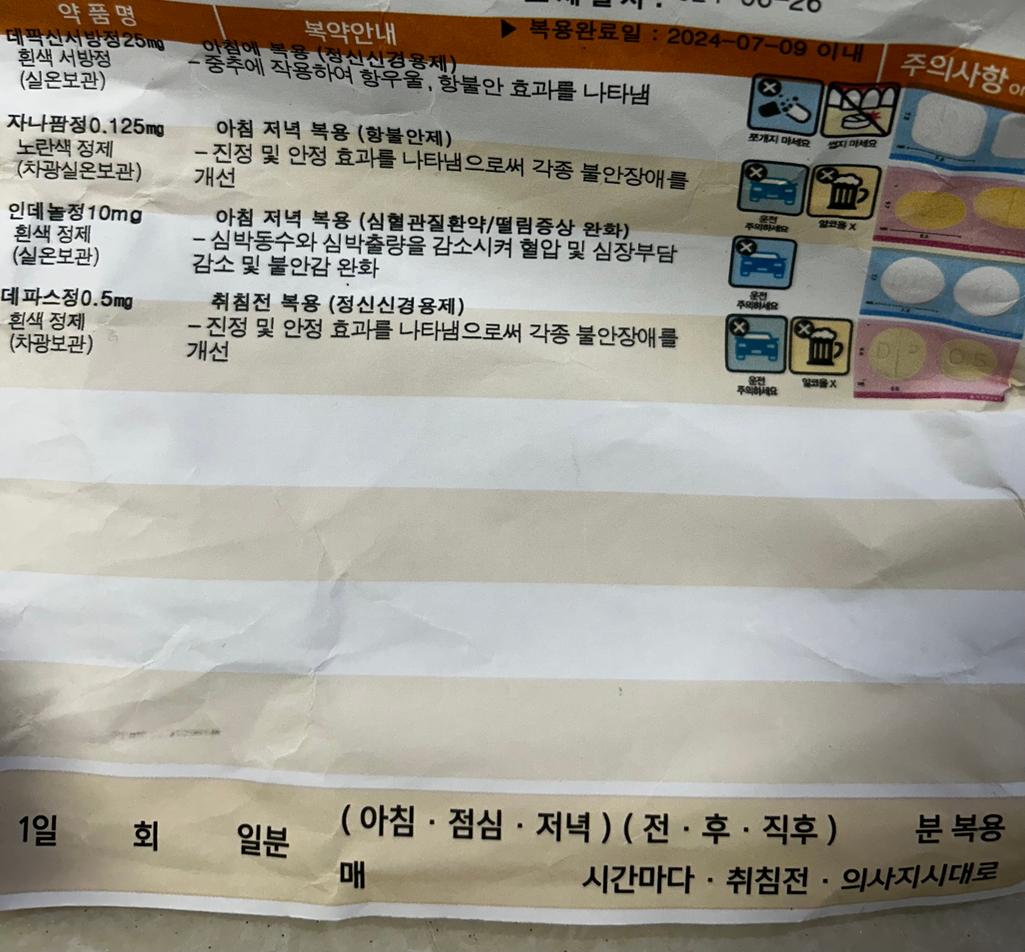 약 품 명
복약안내
▶ 복용완료일 : 2024-07-09 이내
주의사항
데팍신서방정25mg
흰색 서방정
(실온보관)
아침에 복용 (정신신경용제)
– 중추에 작용하여 항우울, 항불안 효과를 나타냄
쪼개지 마세요
씹지 마세요
자나팜정0.125mg
노란색 정제
(차광실온보관)
아침 저녁 복용 (항불안제)
– 진정 및 안정 효과를 나타냄으로써 각종 불안장애를
개선
운전
주의하세요
알코올 X
인데놀정10mg
흰색 정제
(실온보관)
아침 저녁 복용 (심혈관질환약/떨림증상 완화)
– 심박동수와 심박출량을 감소시켜 혈압 및 심장부담
감소 및 불안감 완화
운전
주의하세요
데파스정0.5mg
흰색 정제
(차광보관)
취침전 복용 (정신신경용제)
– 진정 및 안정 효과를 나타냄으로써 각종 불안장애를
개선
운전
주의하세요
알코올 X
1일 회 일분 ( 아침 · 점심 · 저녁 ) ( 전 · 후 · 직후 ) 분 복용
매 시간마다 · 취침전 · 의사지시대로